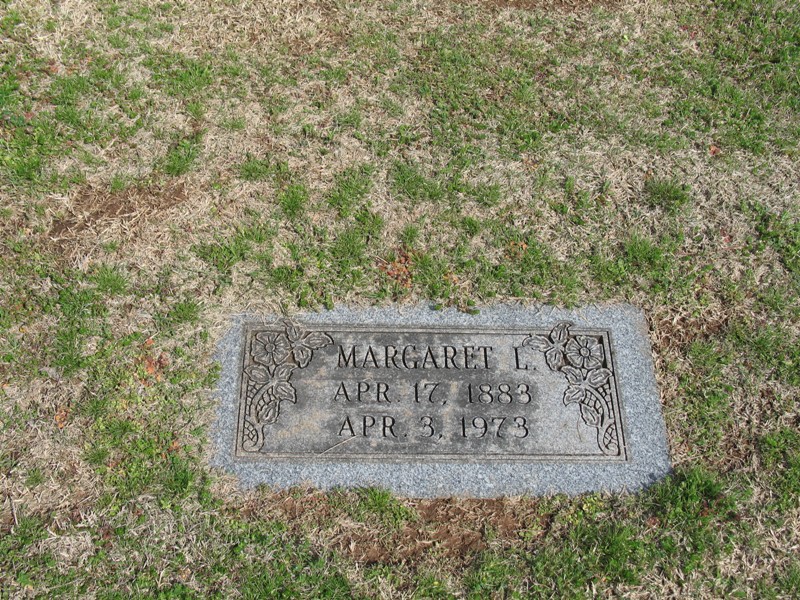 MARGARET L.
APR. 17, 1883
APR. 3, 1973